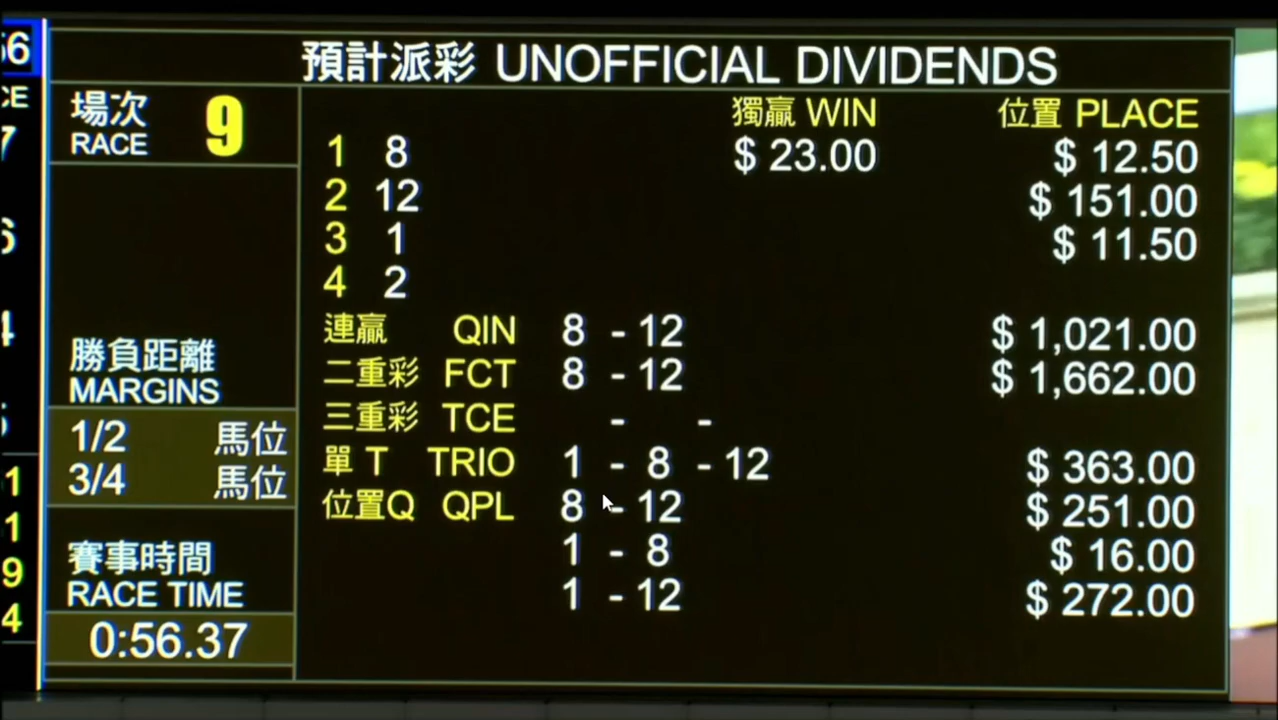 預計派彩 UNOFFICIAL DIVIDENDS
場次
RACE 9
獨贏 WIN 位置 PLACE
1 8 $ 23.00 $ 12.50
2 12 $ 151.00
3 1 $ 11.50
4 2
連贏 QIN 8 - 12 $ 1,021.00
二重彩 FCT 8 - 12 $ 1,662.00
三重彩 TCE - -
單 T TRIO 1 - 8 - 12 $ 363.00
位置Q QPL 8 - 12 $ 251.00
1 - 8 $ 16.00
1 - 12 $ 272.00
勝負距離
MARGINS
1/2 馬位
3/4 馬位
賽事時間
RACE TIME
0:56.37